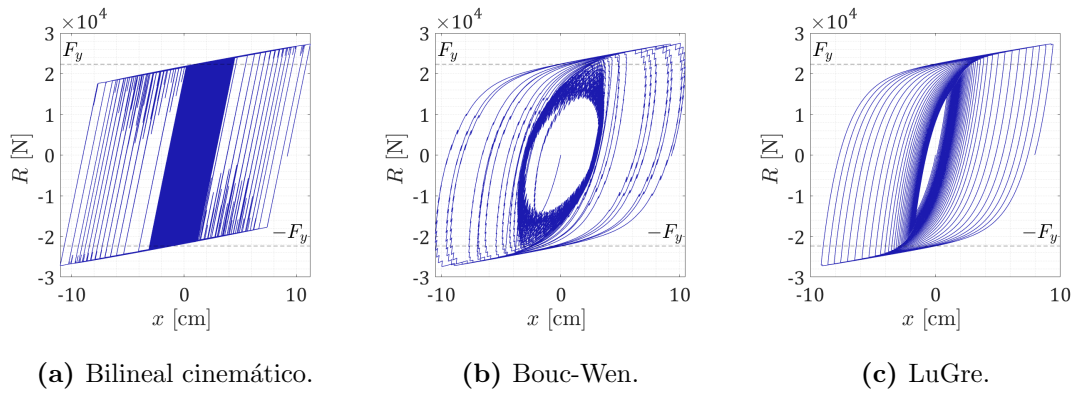 ×10⁴
3
2
1
0
-1
-2
-3
R [N]
F_y
−F_y
-10
0
10
x [cm]
(a) Bilineal cinemático.
×10⁴
3
2
1
0
-1
-2
-3
R [N]
F_y
−F_y
-10
0
10
x [cm]
(b) Bouc-Wen.
×10⁴
3
2
1
0
-1
-2
-3
R [N]
F_y
−F_y
-10
0
10
x [cm]
(c) LuGre.